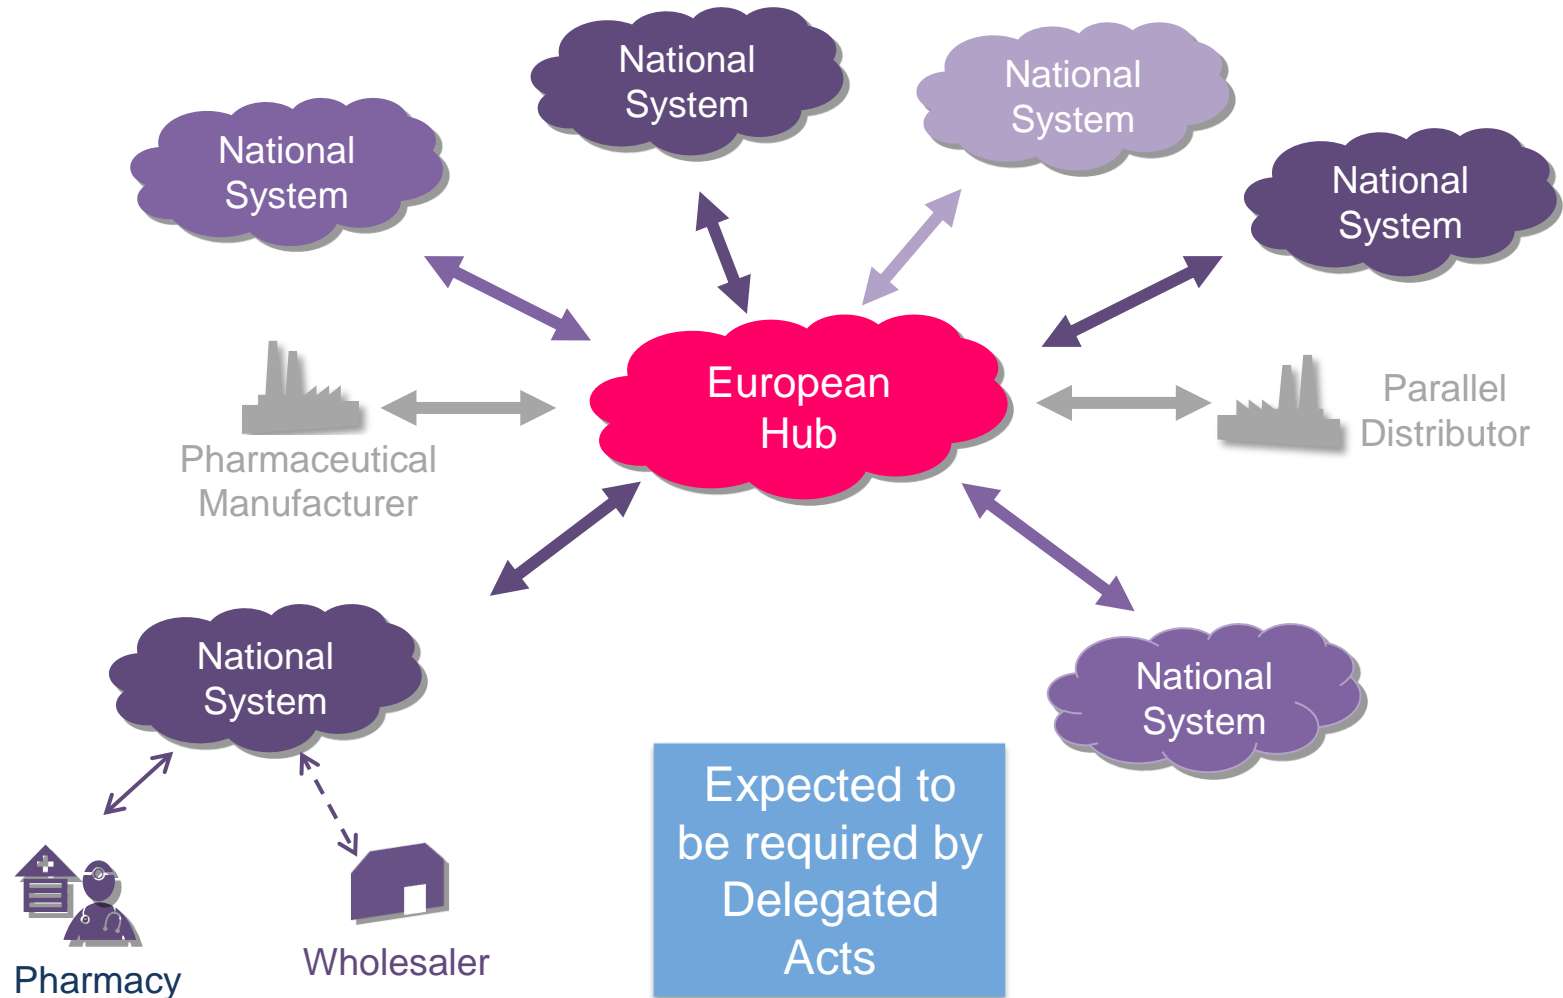 National
System
National
System
National
System
National
System
European
Hub
Pharmaceutical
Manufacturer
Parallel
Distributor
National
System
National
System
Expected to
be required by
Delegated
Acts
Pharmacy
Wholesaler